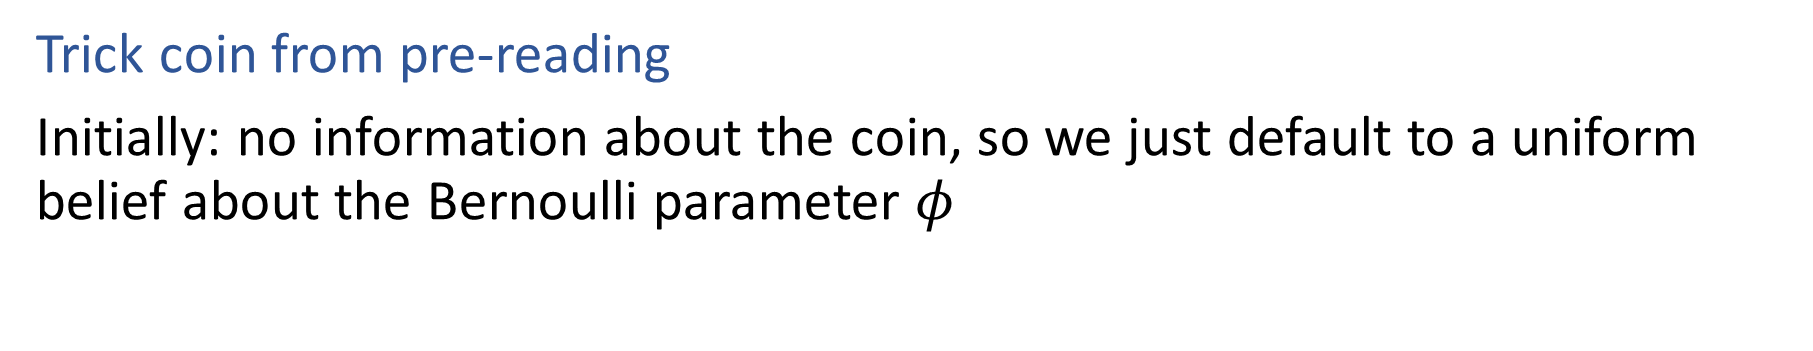 Trick coin from pre-reading
Initially: no information about the coin, so we just default to a uniform
belief about the Bernoulli parameter ϕ